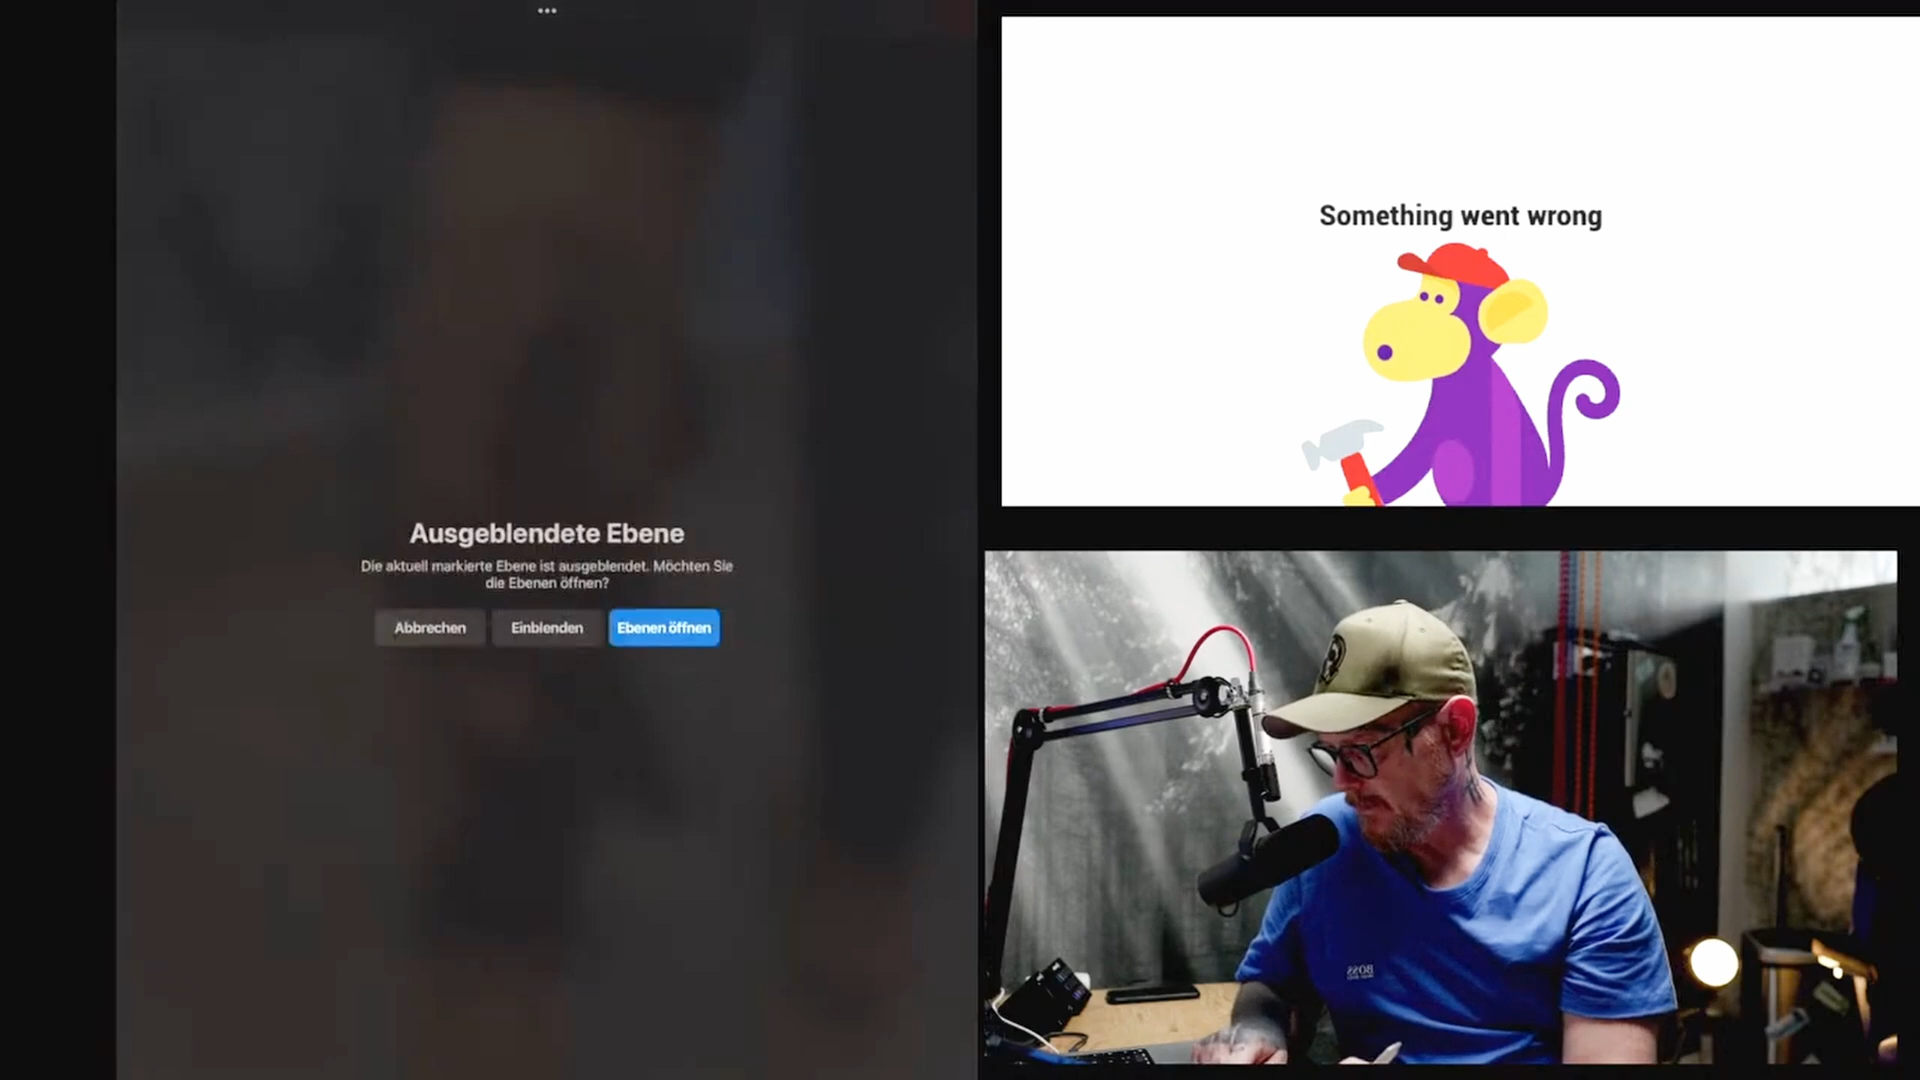 Ausgeblendete Ebene
Die aktuell markierte Ebene ist ausgeblendet. Möchten Sie
die Ebenen öffnen?
Abbrechen
Einblenden
Ebenen öffnen
Something went wrong
BOSS